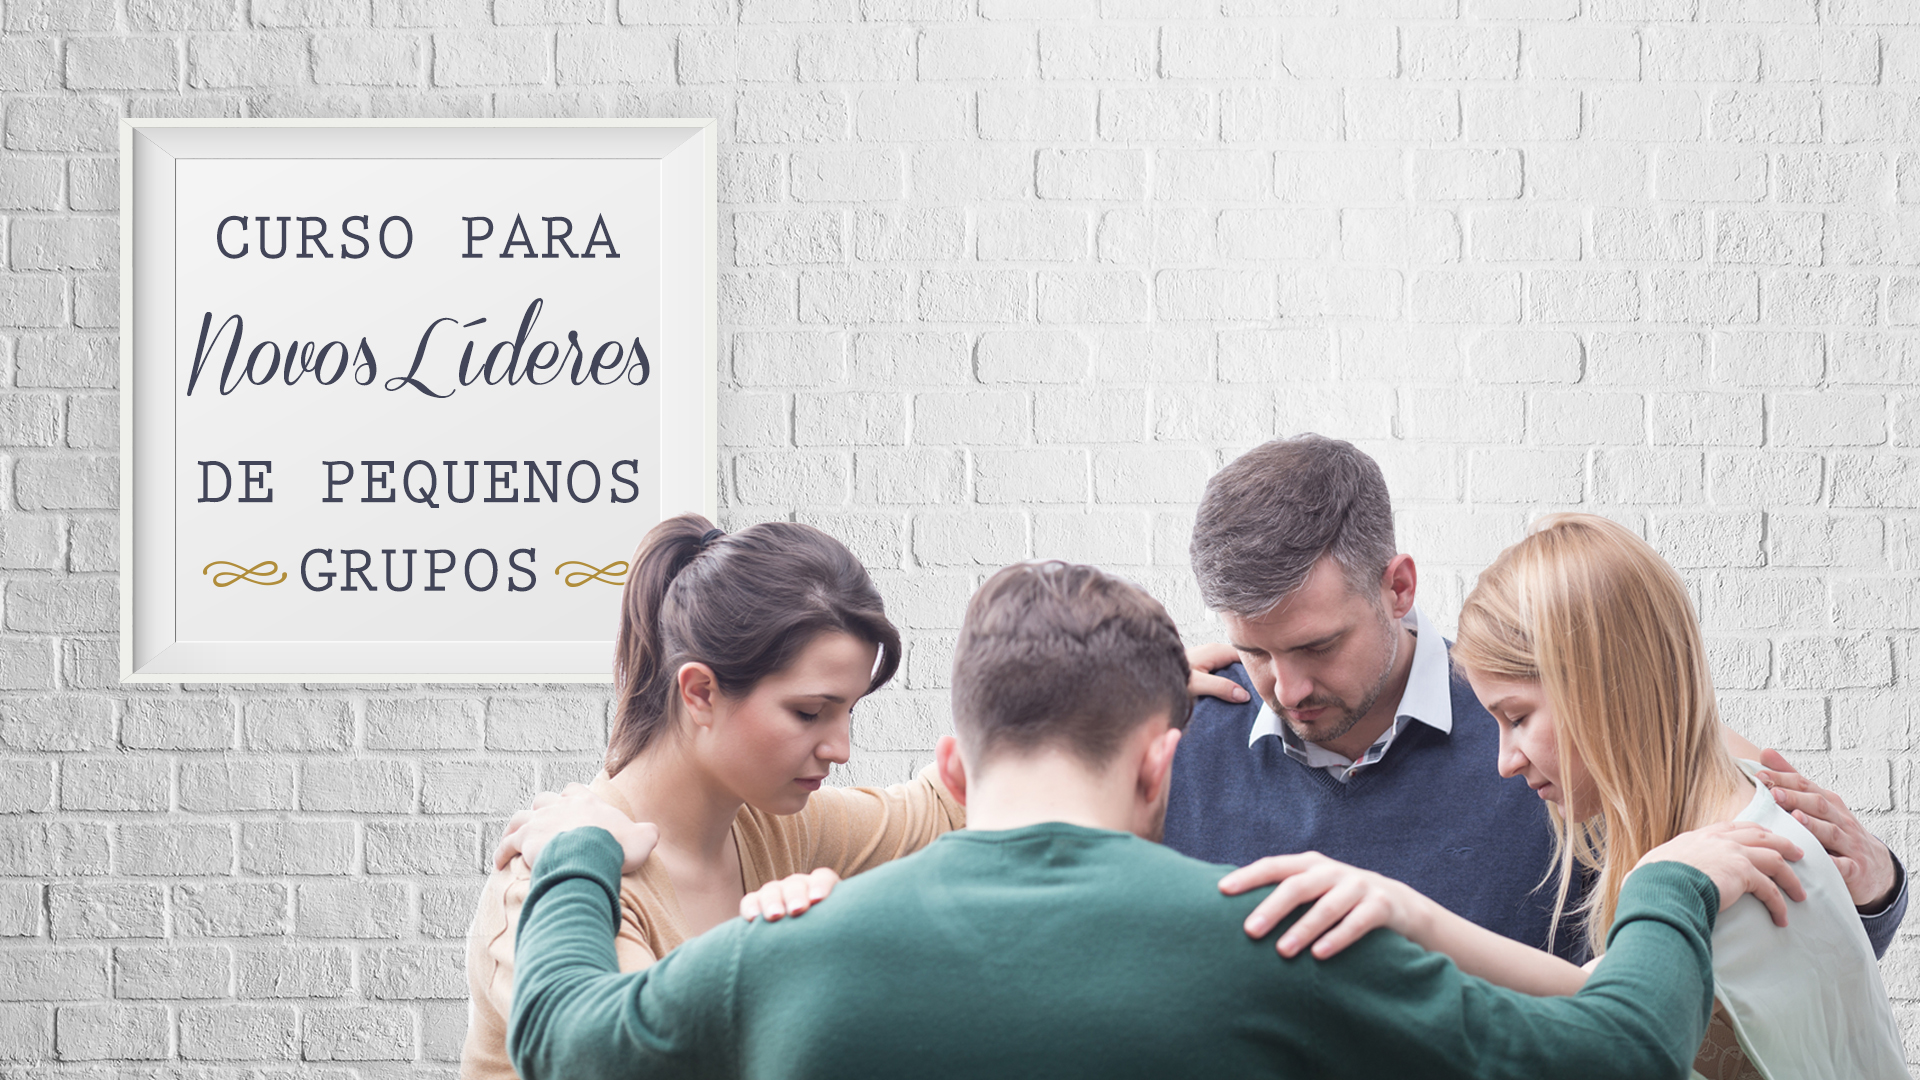 CURSO PARA
Novos Líderes
DE PEQUENOS
GRUPOS